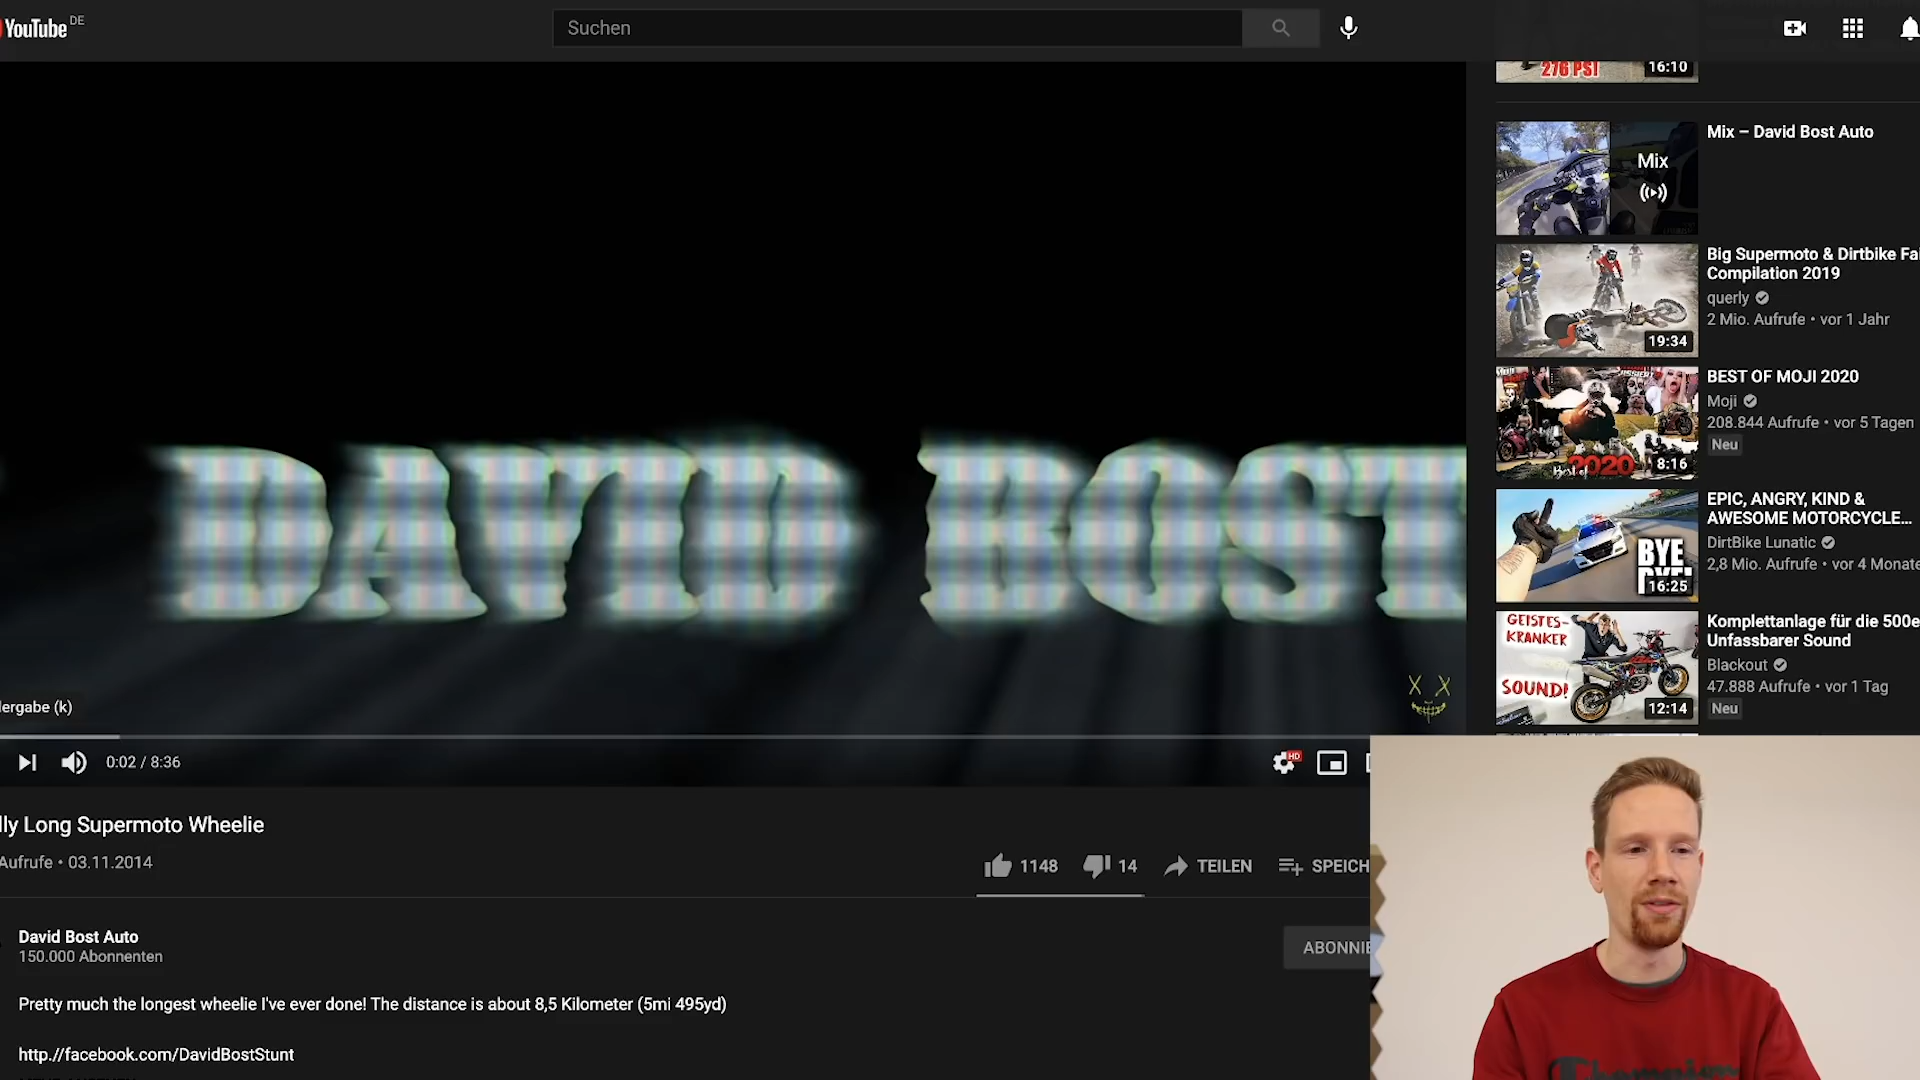 YouTube DE
Suchen
276 PSI
16:10
Mix
Mix – David Bost Auto
19:34
Big Supermoto & Dirtbike Fai
Compilation 2019
querly
2 Mio. Aufrufe • vor 1 Jahr
Best of 2020
8:16
BEST OF MOJI 2020
Moji
208.844 Aufrufe • vor 5 Tagen
Neu
BYE
16:25
EPIC, ANGRY, KIND &
AWESOME MOTORCYCLE...
DirtBike Lunatic
2,8 Mio. Aufrufe • vor 4 Monate
GEISTES-
KRANKER
SOUND!
12:14
Komplettanlage für die 500e
Unfassbarer Sound
Blackout
47.888 Aufrufe • vor 1 Tag
Neu
DAVID BOST
ergabe (k)
0:02 / 8:36
HD
lly Long Supermoto Wheelie
Aufrufe • 03.11.2014
1148
14
TEILEN
SPEICH
David Bost Auto
150.000 Abonnenten
ABONNIE
Pretty much the longest wheelie I've ever done! The distance is about 8,5 Kilometer (5mi 495yd)
http://facebook.com/DavidBostStunt
Champion